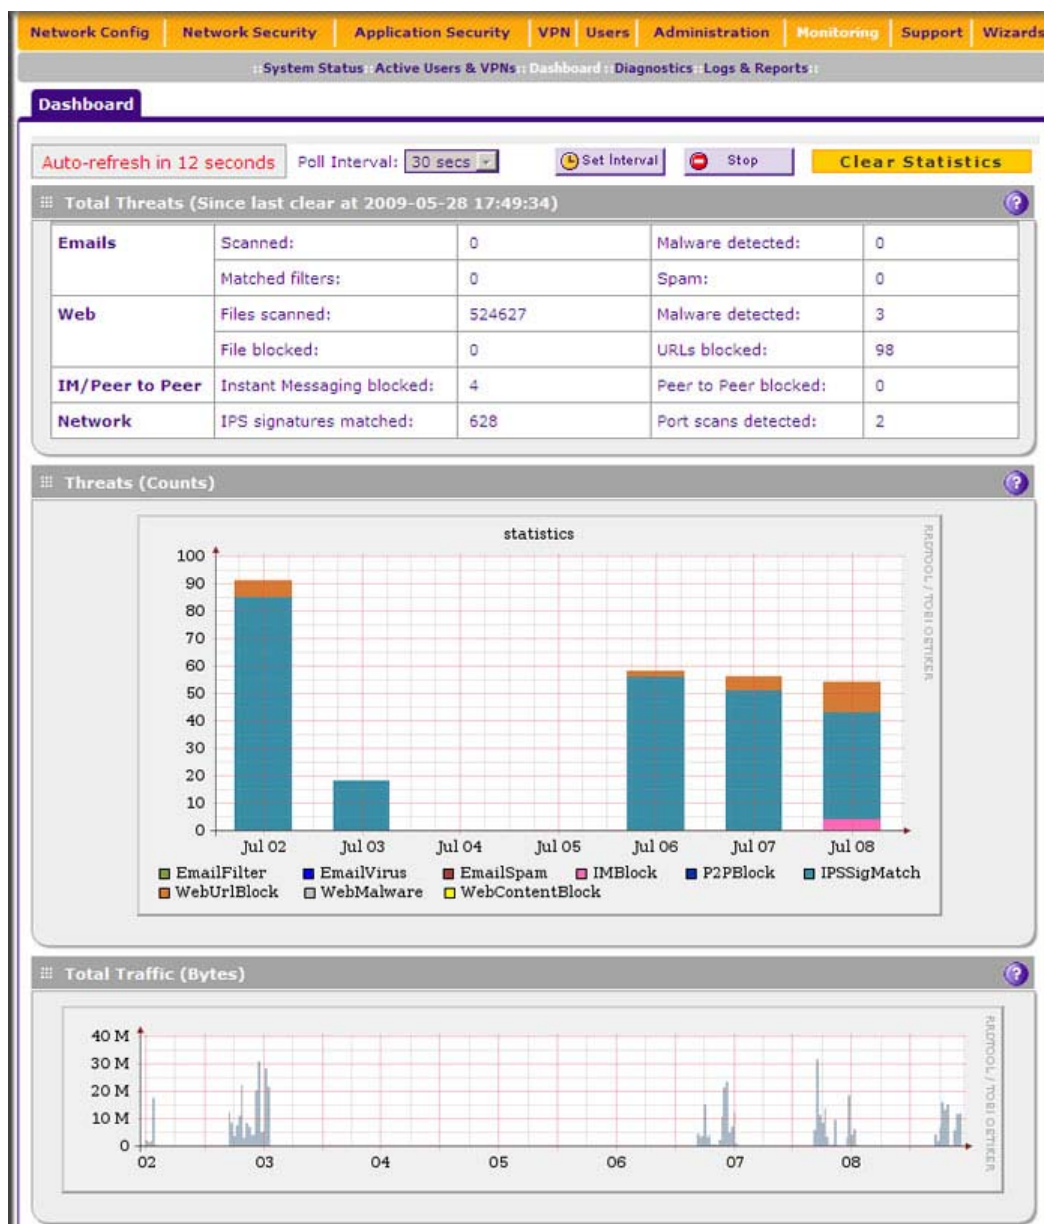 Network Config Network Security Application Security VPN Users Administration Monitoring Support Wizards
:: System Status :: Active Users & VPNs :: Dashboard :: Diagnostics :: Logs & Reports ::
Dashboard
Auto-refresh in 12 seconds Poll Interval: 30 secs Set Interval Stop Clear Statistics
Total Threats (Since last clear at 2009-05-28 17:49:34) ?
Emails Scanned: 0 Malware detected: 0
Matched filters: 0 Spam: 0
Web Files scanned: 524627 Malware detected: 3
File blocked: 0 URLs blocked: 98
IM/Peer to Peer Instant Messaging blocked: 4 Peer to Peer blocked: 0
Network IPS signatures matched: 628 Port scans detected: 2
Threats (Counts) ?
statistics
RRDTOOL / TOBI OETIKER
100
90
80
70
60
50
40
30
20
10
0
Jul 02 Jul 03 Jul 04 Jul 05 Jul 06 Jul 07 Jul 08
EmailFilter EmailVirus EmailSpam IMBlock P2PBlock IPSSigMatch
WebUrlBlock WebMalware WebContentBlock
Total Traffic (Bytes) ?
RRDTOOL / TOBI OETIKER
40 M
30 M
20 M
10 M
0
02 03 04 05 06 07 08